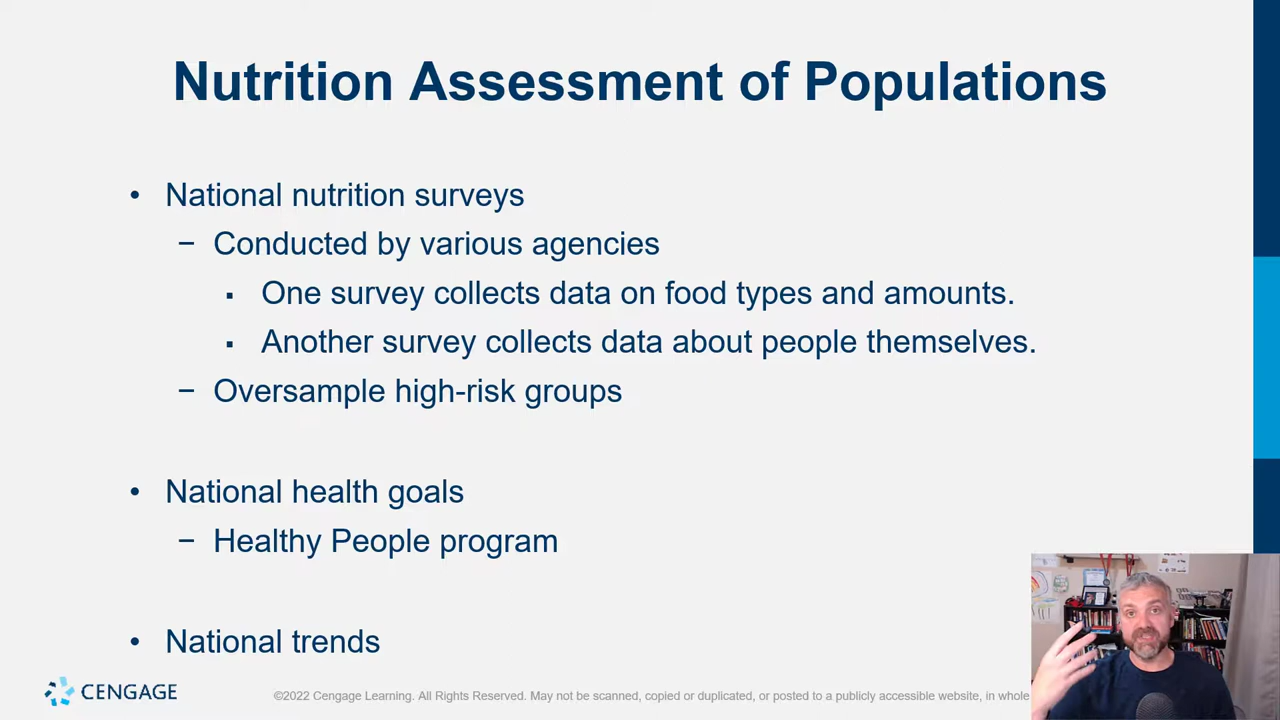 Nutrition Assessment of Populations
• National nutrition surveys
− Conducted by various agencies
▪ One survey collects data on food types and amounts.
▪ Another survey collects data about people themselves.
− Oversample high-risk groups
• National health goals
− Healthy People program
• National trends
CENGAGE
©2022 Cengage Learning. All Rights Reserved. May not be scanned, copied or duplicated, or posted to a publicly accessible website, in whole